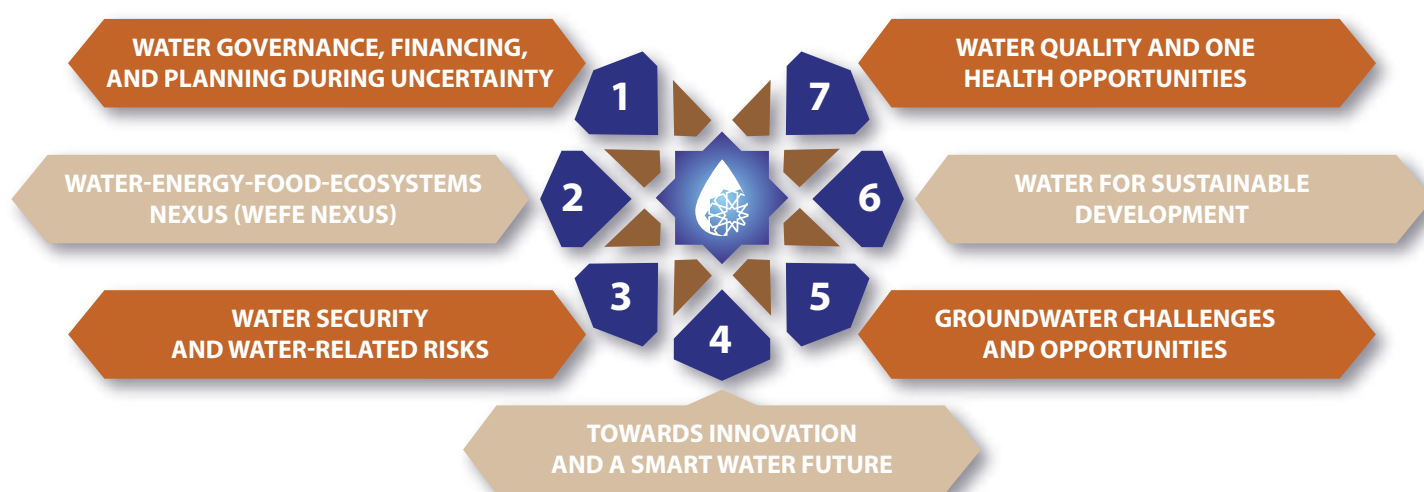 WATER GOVERNANCE, FINANCING,
AND PLANNING DURING UNCERTAINTY
1
WATER-ENERGY-FOOD-ECOSYSTEMS
NEXUS (WEFE NEXUS)
2
WATER SECURITY
AND WATER-RELATED RISKS
3
TOWARDS INNOVATION
AND A SMART WATER FUTURE
4
GROUNDWATER CHALLENGES
AND OPPORTUNITIES
5
WATER FOR SUSTAINABLE
DEVELOPMENT
6
WATER QUALITY AND ONE
HEALTH OPPORTUNITIES
7